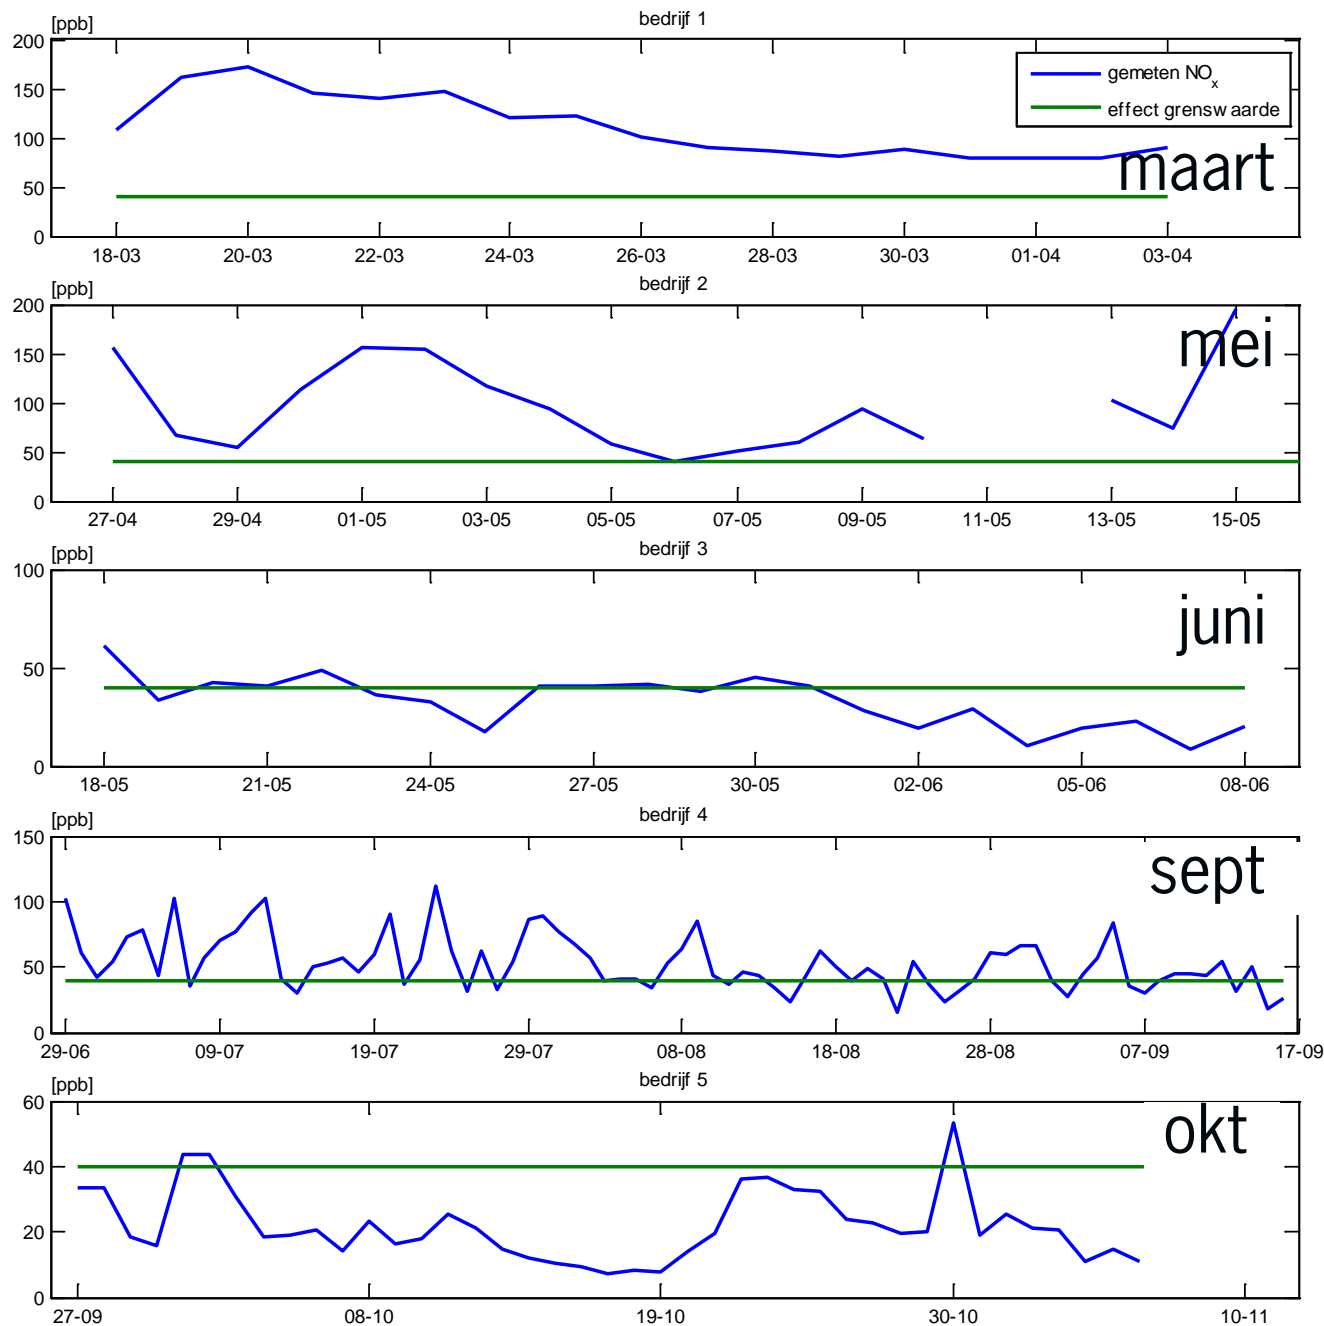 [ppb]
bedrijf 1
200
150
100
50
0
gemeten NOx
effect grenswaarde
maart
18-03 20-03 22-03 24-03 26-03 28-03 30-03 01-04 03-04
[ppb]
bedrijf 2
200
150
100
50
0
mei
27-04 29-04 01-05 03-05 05-05 07-05 09-05 11-05 13-05 15-05
[ppb]
bedrijf 3
100
50
0
juni
18-05 21-05 24-05 27-05 30-05 02-06 05-06 08-06
[ppb]
bedrijf 4
150
100
50
0
sept
29-06 09-07 19-07 29-07 08-08 18-08 28-08 07-09 17-09
[ppb]
bedrijf 5
60
40
20
0
okt
27-09 08-10 19-10 30-10 10-11